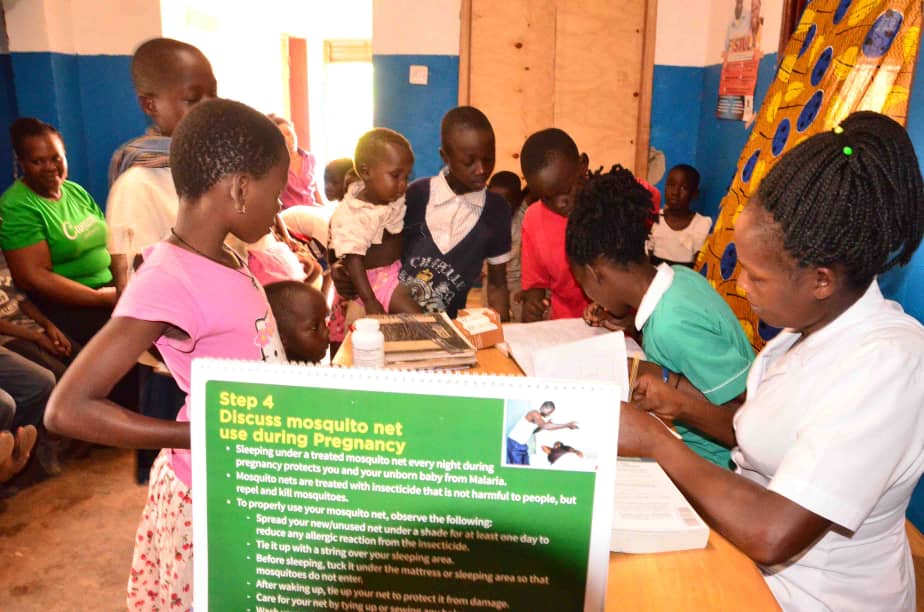 FISTULA
CHAPELLE
Step 4
Discuss mosquito net
use during Pregnancy
• Sleeping under a treated mosquito net every night during
pregnancy protects you and your unborn baby from Malaria.
• Mosquito nets are treated with insecticide that is not harmful to people, but
repel and kill mosquitoes.
• To properly use your mosquito net, observe the following:
- Spread your new/unused net under a shade for at least one day to
reduce any allergic reaction from the insecticide.
- Tie it up with a string over your sleeping area.
- Before sleeping, tuck it under the mattress or sleeping area so that
mosquitoes do not enter.
- After waking up, tie up your net to protect it from damage.
- Care for your net by tying up or sewing any